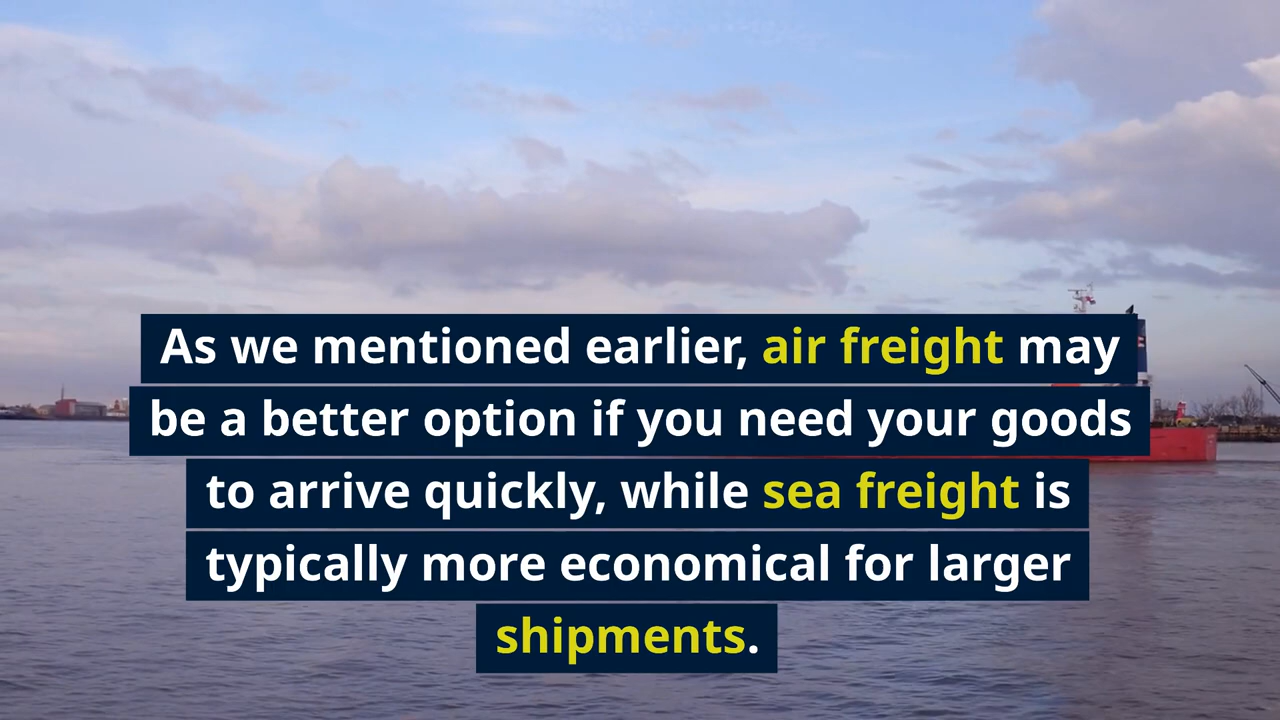 As we mentioned earlier, air freight may
be a better option if you need your goods
to arrive quickly, while sea freight is
typically more economical for larger
shipments.